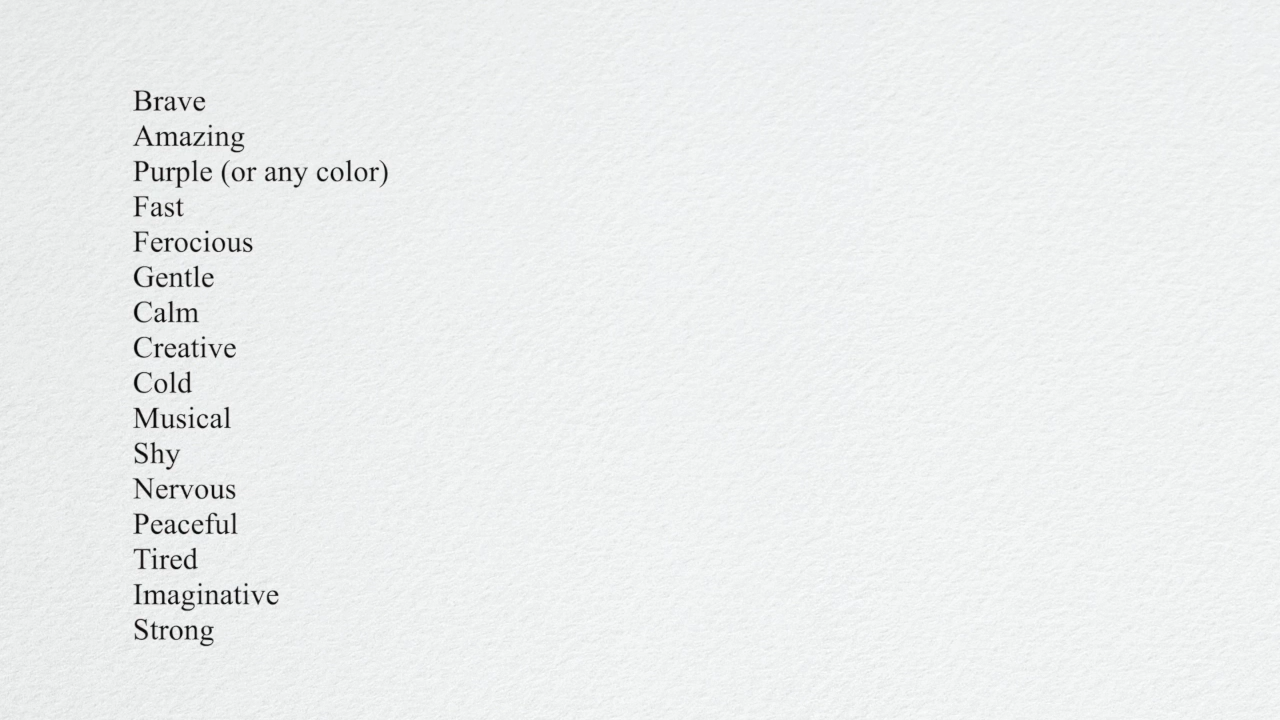 Brave
Amazing
Purple (or any color)
Fast
Ferocious
Gentle
Calm
Creative
Cold
Musical
Shy
Nervous
Peaceful
Tired
Imaginative
Strong